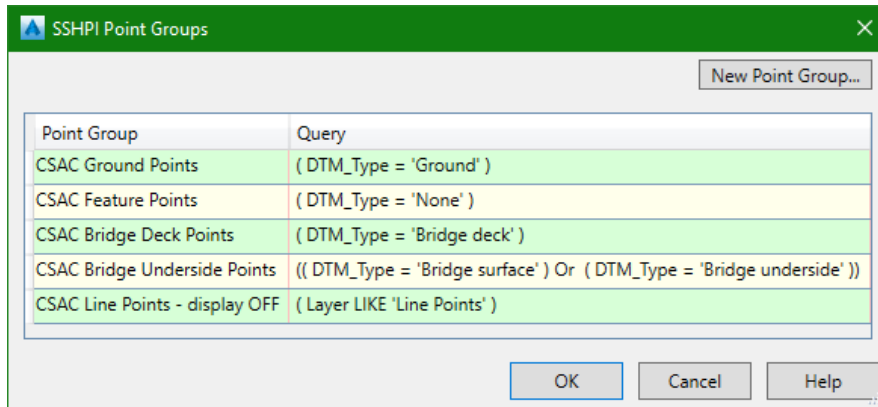 SSHPI Point Groups
New Point Group...
Point Group Query
CSAC Ground Points ( DTM_Type = 'Ground' )
CSAC Feature Points ( DTM_Type = 'None' )
CSAC Bridge Deck Points ( DTM_Type = 'Bridge deck' )
CSAC Bridge Underside Points (( DTM_Type = 'Bridge surface' ) Or ( DTM_Type = 'Bridge underside' ))
CSAC Line Points - display OFF ( Layer LIKE 'Line Points' )
OK Cancel Help